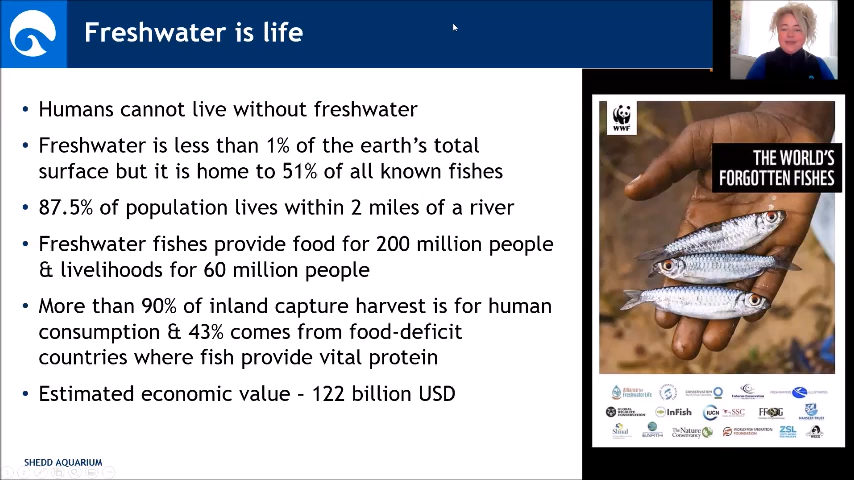 Freshwater is life
• Humans cannot live without freshwater
• Freshwater is less than 1% of the earth's total
surface but it is home to 51% of all known fishes
• 87.5% of population lives within 2 miles of a river
• Freshwater fishes provide food for 200 million people
& livelihoods for 60 million people
• More than 90% of inland capture harvest is for human
consumption & 43% comes from food-deficit
countries where fish provide vital protein
• Estimated economic value – 122 billion USD
SHEDD AQUARIUM
WWF
THE WORLD'S
FORGOTTEN FISHES
Freshwater Life
InFish
IUCN
SSC
Shoal
The Nature
Conservancy
ZSL